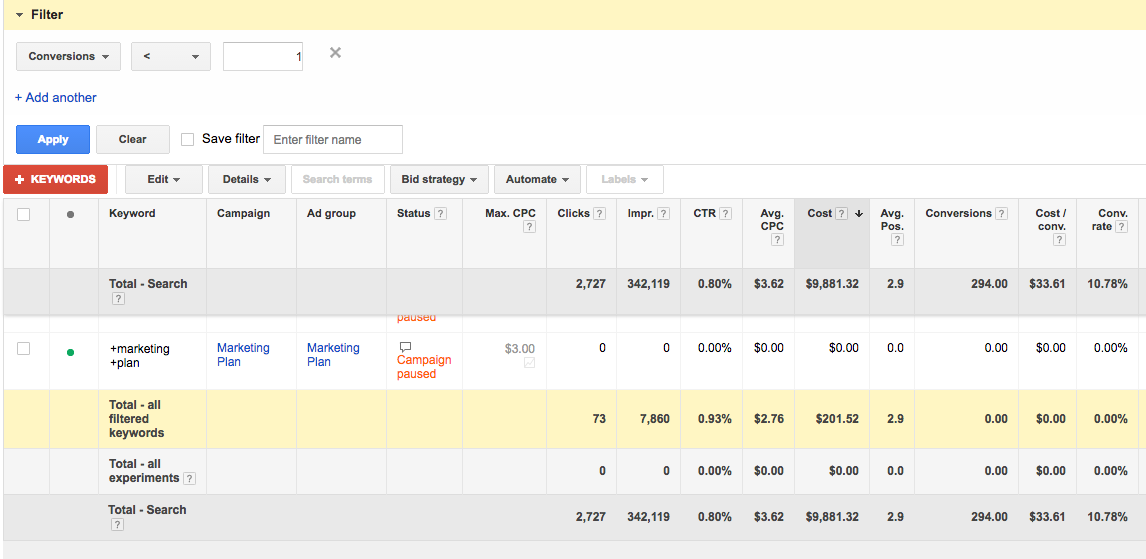 Filter
Conversions < 1
+ Add another
Apply Clear Save filter Enter filter name
+ KEYWORDS Edit Details Search terms Bid strategy Automate Labels
Keyword Campaign Ad group Status ? Max. CPC ? Clicks ? Impr. ? CTR ? Avg. CPC ? Cost ? Avg. Pos. ? Conversions ? Cost / conv. ? Conv. rate ?
Total - Search ? 2,727 342,119 0.80% $3.62 $9,881.32 2.9 294.00 $33.61 10.78%
paused
+marketing +plan Marketing Plan Marketing Plan Campaign paused $3.00 0 0 0.00% $0.00 $0.00 0.0 0.00 $0.00 0.00%
Total - all filtered keywords 73 7,860 0.93% $2.76 $201.52 2.9 0.00 $0.00 0.00%
Total - all experiments ? 0 0 0.00% $0.00 $0.00 0.0 0.00 $0.00 0.00%
Total - Search ? 2,727 342,119 0.80% $3.62 $9,881.32 2.9 294.00 $33.61 10.78%